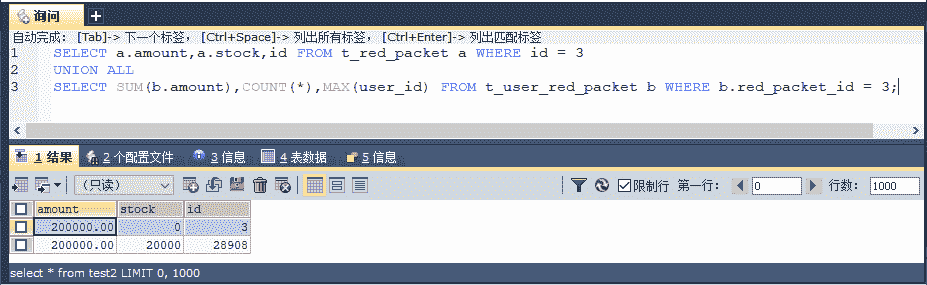 询问
自动完成: [Tab]-> 下一个标签, [Ctrl+Space]-> 列出所有标签, [Ctrl+Enter]-> 列出匹配标签
1 SELECT a.amount,a.stock,id FROM t_red_packet a WHERE id = 3
2 UNION ALL
3 SELECT SUM(b.amount),COUNT(*),MAX(user_id) FROM t_user_red_packet b WHERE b.red_packet_id = 3;
1 结果 2 个配置文件 3 信息 4 表数据 5 信息
(只读) 限制行 第一行: 0 行数: 1000
amount stock id
200000.00 0 3
200000.00 20000 28908
select * from test2 LIMIT 0, 1000